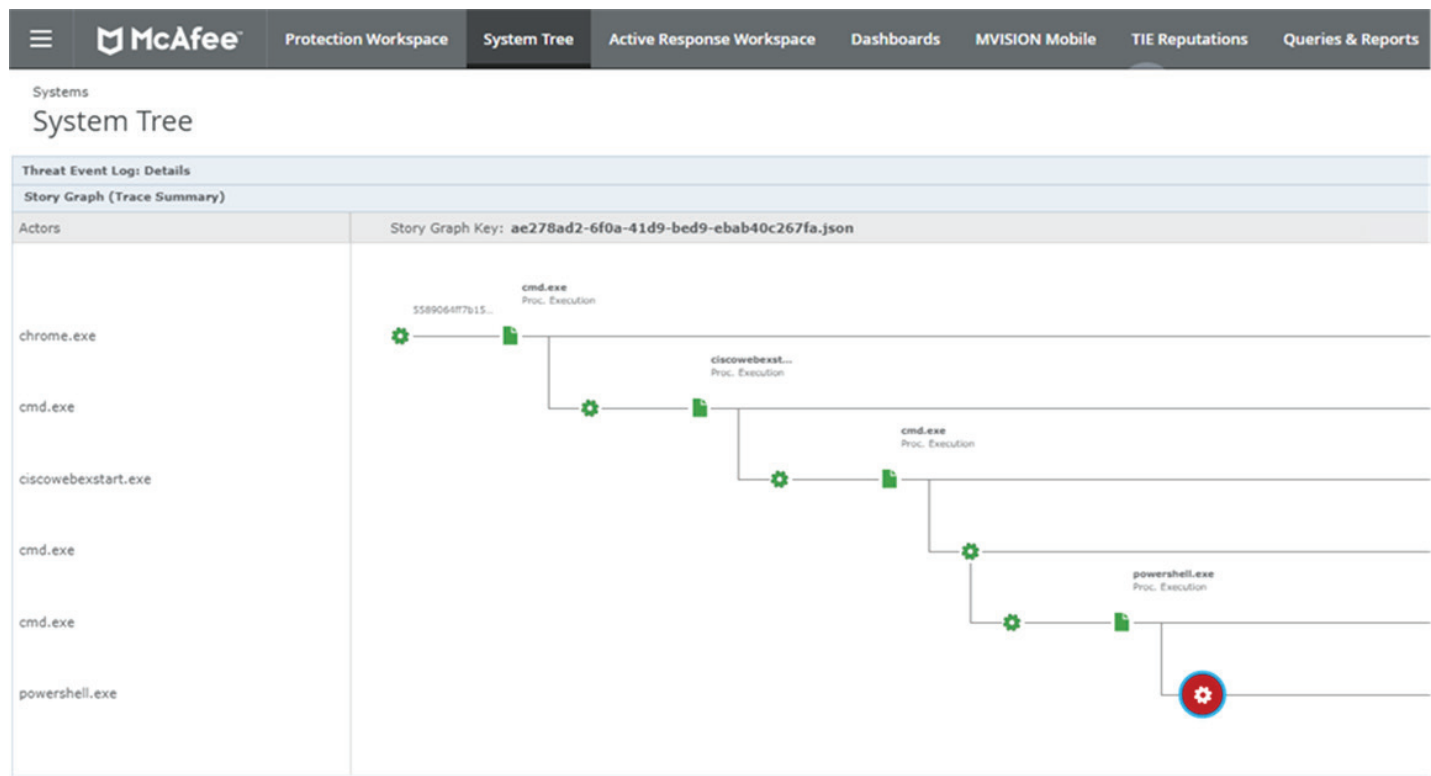 McAfee Protection Workspace System Tree Active Response Workspace Dashboards MVISION Mobile TIE Reputations Queries & Reports
Systems
System Tree
Threat Event Log: Details
Story Graph (Trace Summary)
Actors Story Graph Key: ae278ad2-6f0a-41d9-bed9-ebab40c267fa.json
cmd.exe
Proc. Execution
5589064ff7b15...
chrome.exe
ciscowebexst...
Proc. Execution
cmd.exe
cmd.exe
Proc. Execution
ciscowebexstart.exe
cmd.exe
powershell.exe
Proc. Execution
cmd.exe
powershell.exe